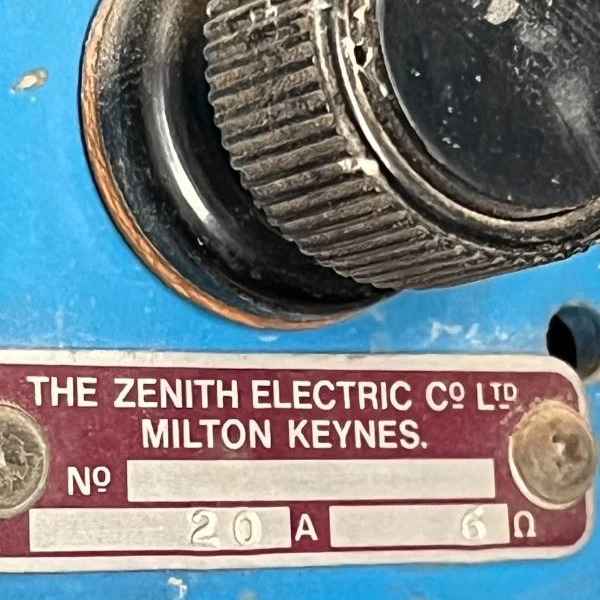 THE ZENITH ELECTRIC Cº LTD
MILTON KEYNES.
Nº
20 A 6 Ω